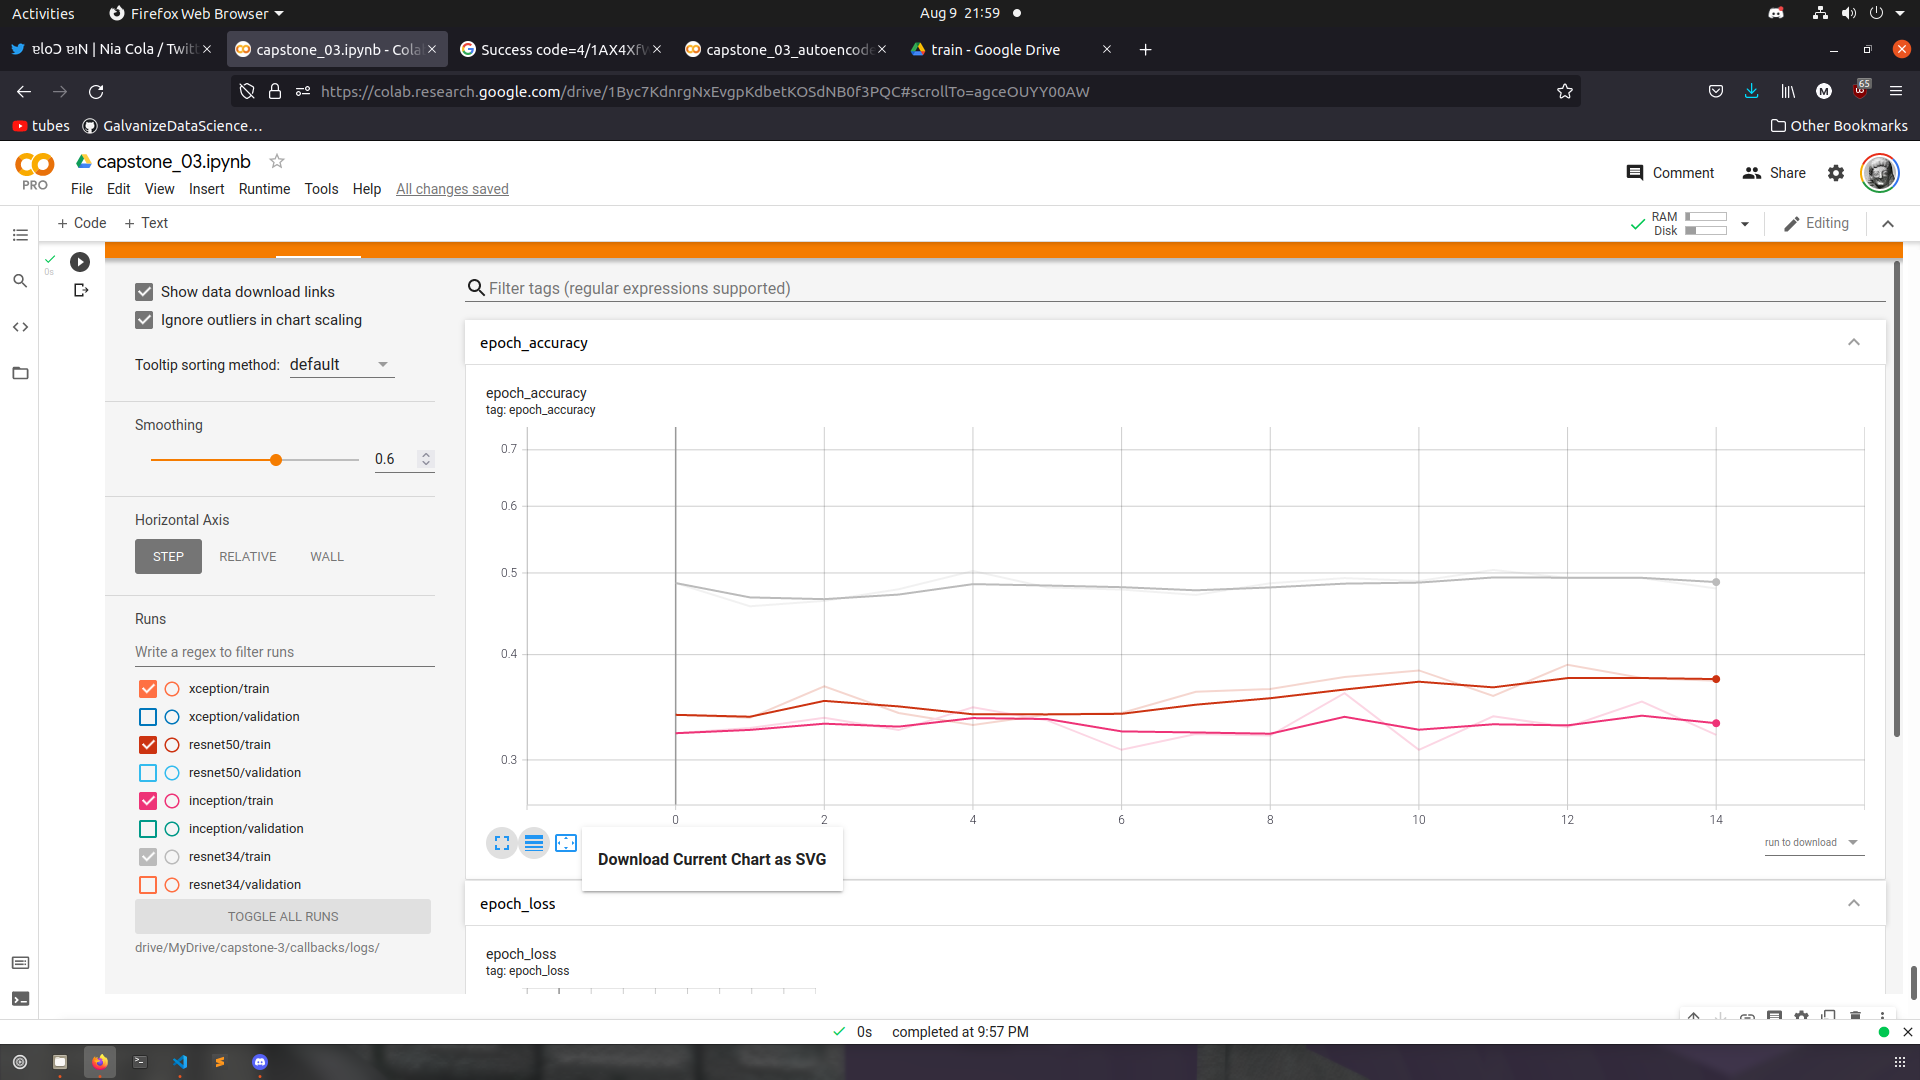 Activities
Firefox Web Browser
Aug 9 21:59
ɐloƆ ɐıN | Nia Cola / Twitt
capstone_03.ipynb - Colab
Success code=4/1AX4XfW
capstone_03_autoencode
train - Google Drive
https://colab.research.google.com/drive/1Byc7KdnrgNxEvgpKdbetKOSdNB0f3PQC#scrollTo=agceOUYY00AW
M
65
tubes
GalvanizeDataScience…
Other Bookmarks
PRO
capstone_03.ipynb
File Edit View Insert Runtime Tools Help All changes saved
Comment
Share
+ Code + Text
RAM
Disk
Editing
0s
Show data download links
Ignore outliers in chart scaling
Tooltip sorting method: default
Smoothing
0.6
Horizontal Axis
STEP RELATIVE WALL
Runs
Write a regex to filter runs
xception/train
xception/validation
resnet50/train
resnet50/validation
inception/train
inception/validation
resnet34/train
resnet34/validation
TOGGLE ALL RUNS
drive/MyDrive/capstone-3/callbacks/logs/
Filter tags (regular expressions supported)
epoch_accuracy
epoch_accuracy
tag: epoch_accuracy
0.7
0.6
0.5
0.4
0.3
0 2 4 6 8 10 12 14
Download Current Chart as SVG
run to download
epoch_loss
epoch_loss
tag: epoch_loss
0s completed at 9:57 PM